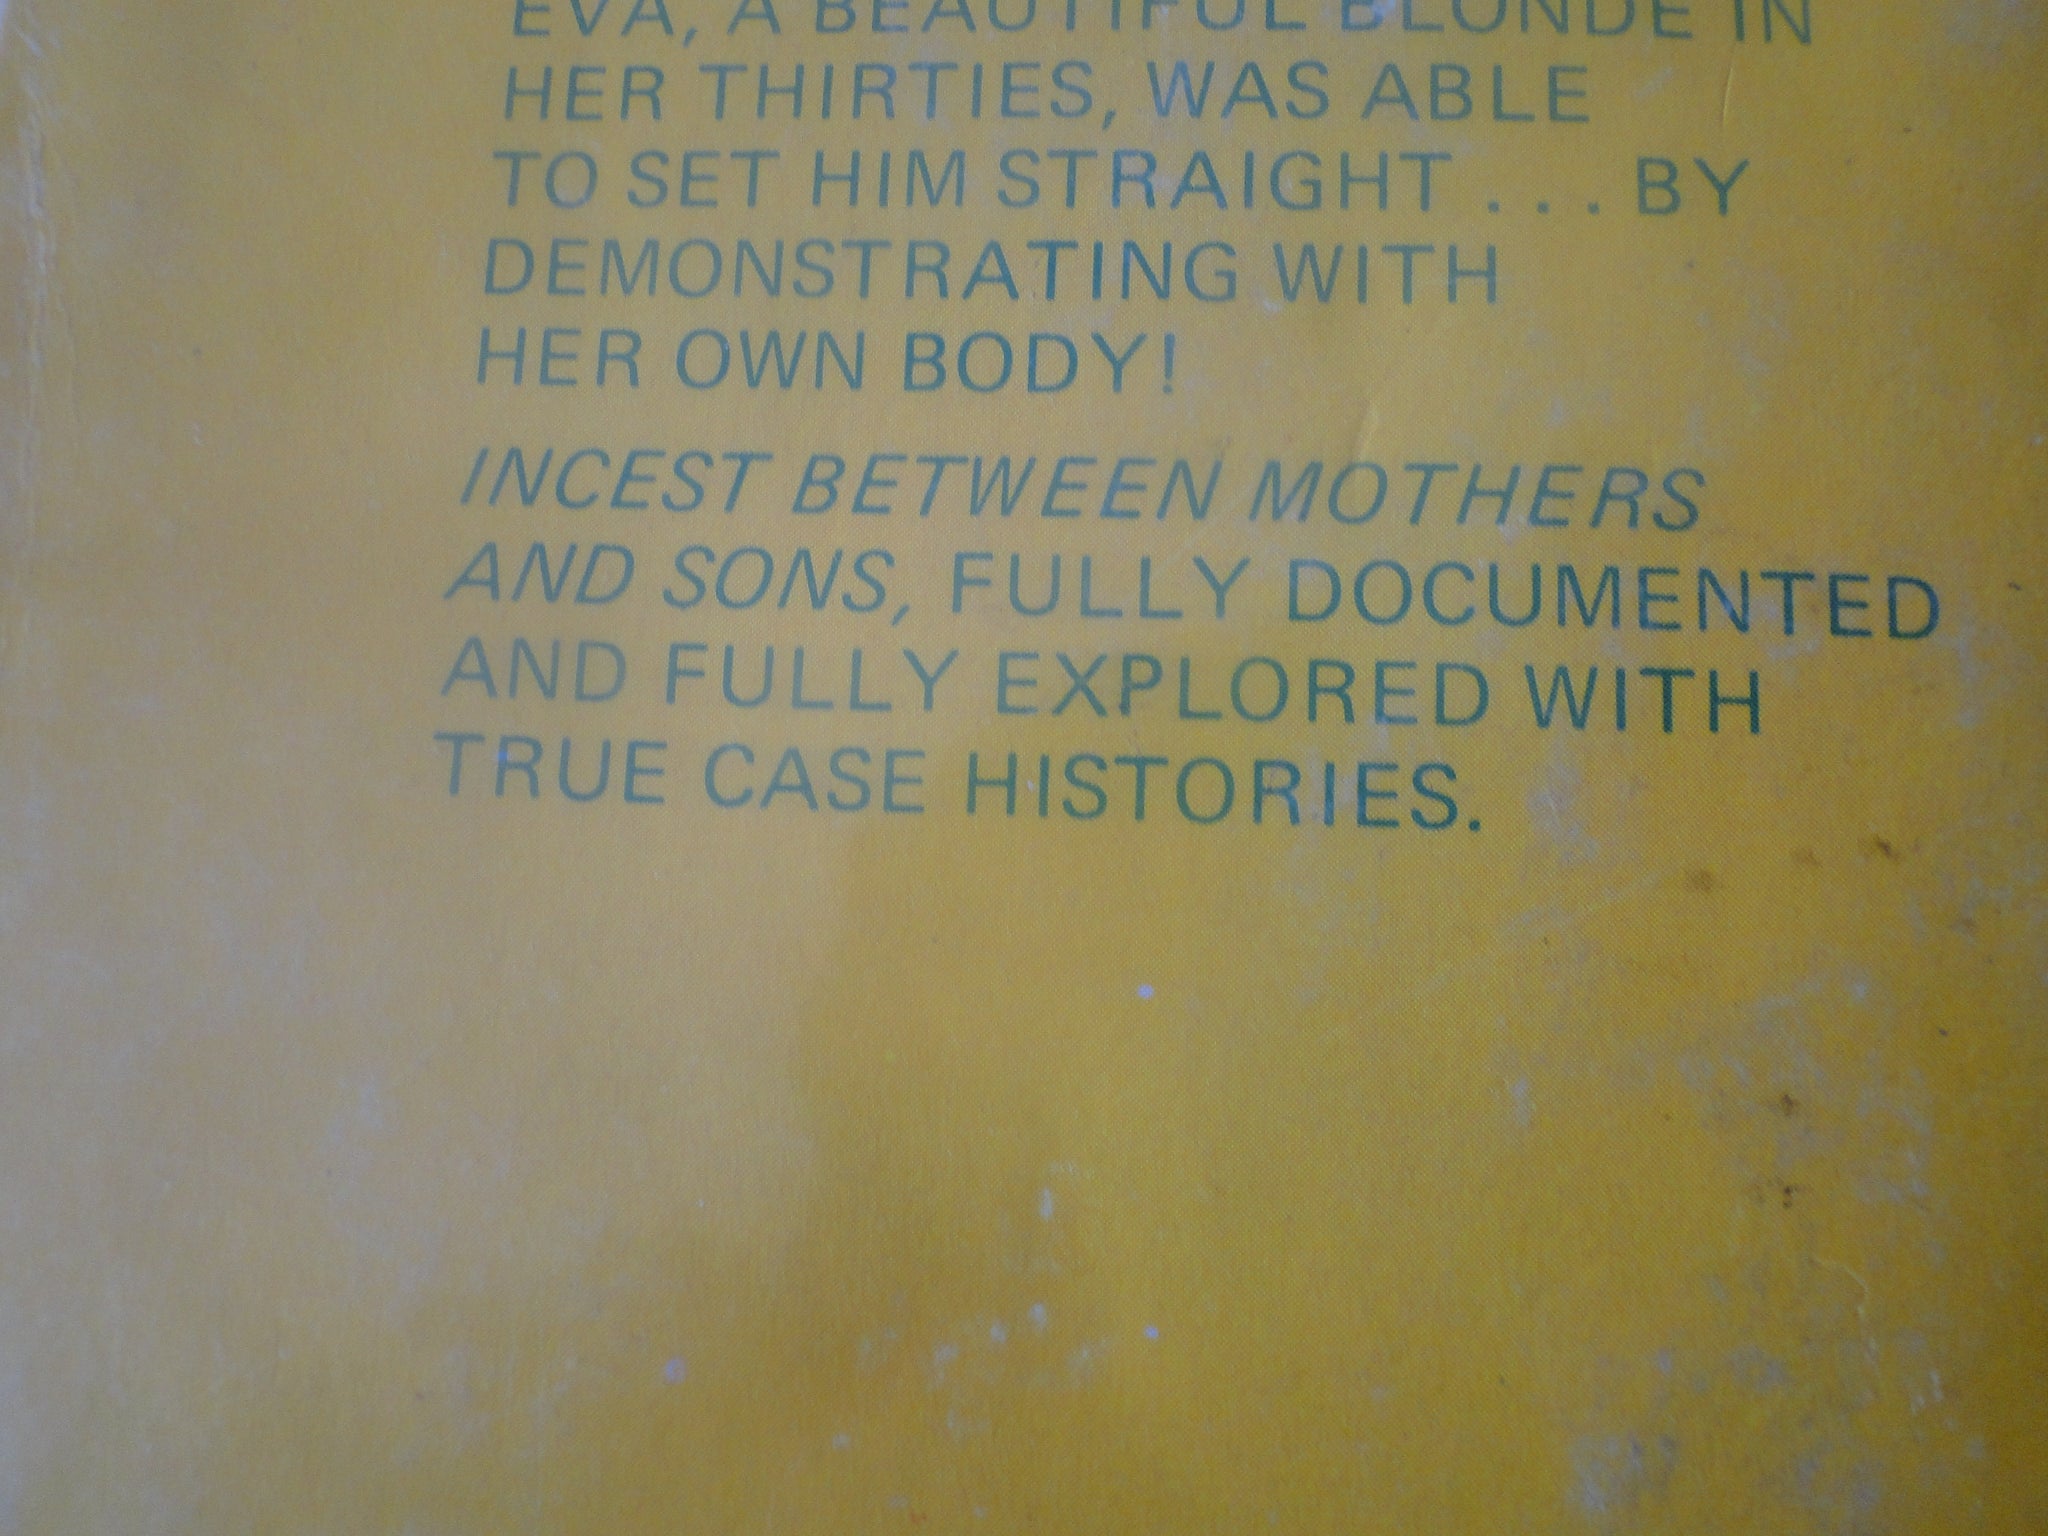 EVA, A BEAUTIFUL BLONDE IN
HER THIRTIES, WAS ABLE
TO SET HIM STRAIGHT . . . BY
DEMONSTRATING WITH
HER OWN BODY!
INCEST BETWEEN MOTHERS
AND SONS, FULLY DOCUMENTED
AND FULLY EXPLORED WITH
TRUE CASE HISTORIES.